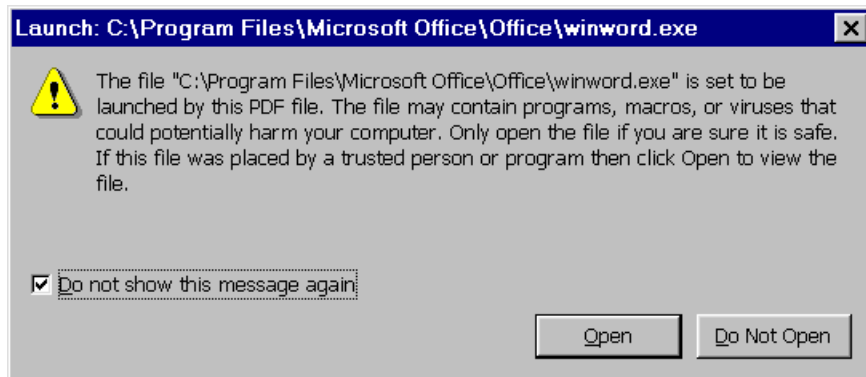 Launch: C:\Program Files\Microsoft Office\Office\winword.exe
The file "C:\Program Files\Microsoft Office\Office\winword.exe" is set to be
launched by this PDF file. The file may contain programs, macros, or viruses that
could potentially harm your computer. Only open the file if you are sure it is safe.
If this file was placed by a trusted person or program then click Open to view the
file.
Do not show this message again
Open
Do Not Open